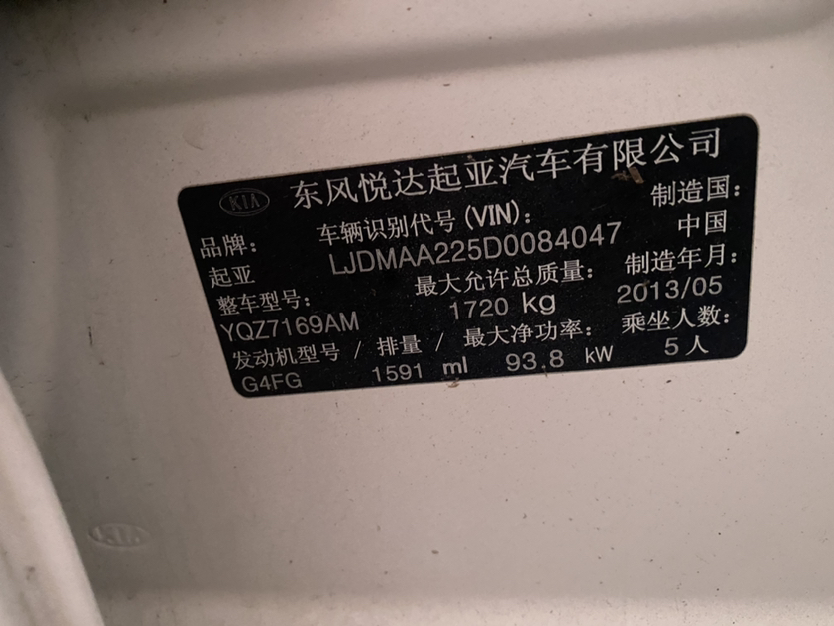 KIA 东风悦达起亚汽车有限公司
品牌： 车辆识别代号(VIN)： 制造国：
起亚 LJDMAA225D0084047 中国
整车型号： 最大允许总质量： 制造年月：
YQZ7169AM 1720 kg 2013/05
发动机型号 / 排量 / 最大净功率： 乘坐人数：
G4FG 1591 ml 93.8 kW 5人
KIA